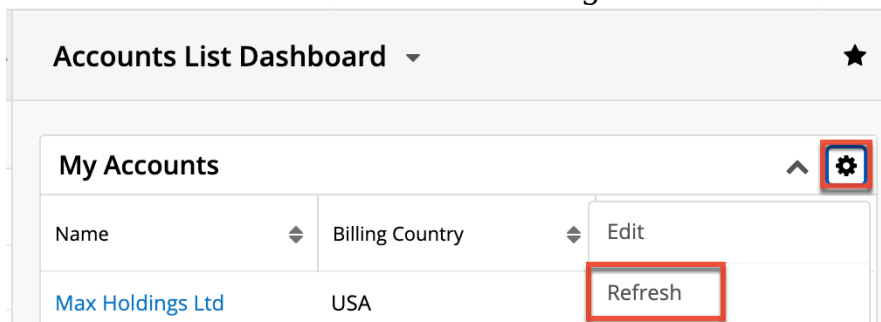 Accounts List Dashboard
My Accounts
Name Billing Country Edit
Max Holdings Ltd USA Refresh